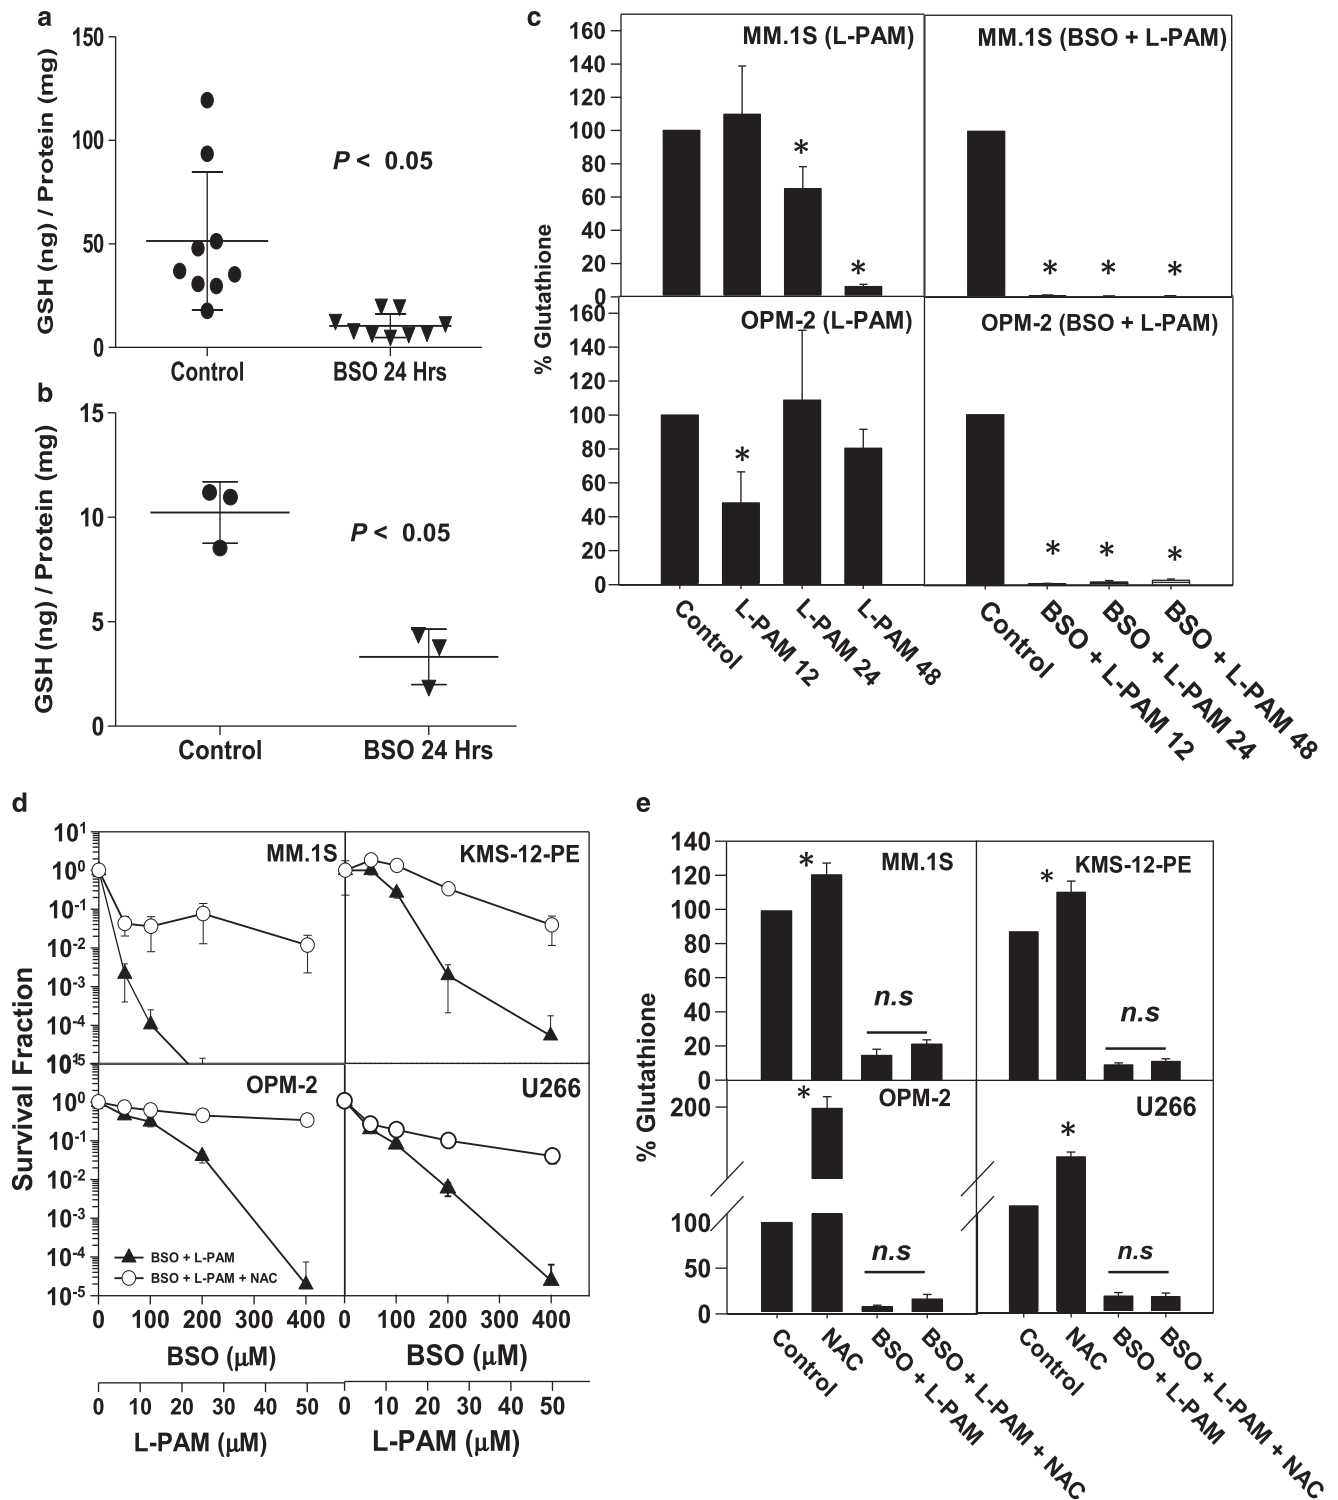 a
GSH (ng) / Protein (mg)
150
100
50
0
P < 0.05
Control
BSO 24 Hrs
b
GSH (ng) / Protein (mg)
15
10
5
0
P < 0.05
Control
BSO 24 Hrs
c
% Glutathione
160
140
120
100
80
60
40
20
0
MM.1S (L-PAM)
*
*
MM.1S (BSO + L-PAM)
* * *
160
140
120
100
80
60
40
20
0
OPM-2 (L-PAM)
*
OPM-2 (BSO + L-PAM)
* * *
Control
L-PAM 12
L-PAM 24
L-PAM 48
Control
BSO + L-PAM 12
BSO + L-PAM 24
BSO + L-PAM 48
d
Survival Fraction
10¹
10⁰
10⁻¹
10⁻²
10⁻³
10⁻⁴
MM.1S
KMS-12-PE
10⁰
10⁻¹
10⁻²
10⁻³
10⁻⁴
10⁻⁵
OPM-2
U266
BSO + L-PAM
BSO + L-PAM + NAC
0 100 200 300 400
BSO (µM)
0 100 200 300 400
BSO (µM)
0 10 20 30 40 50
L-PAM (µM)
0 10 20 30 40 50
L-PAM (µM)
e
% Glutathione
140
120
100
80
60
40
20
0
MM.1S
*
n.s
KMS-12-PE
*
n.s
200
100
50
0
OPM-2
*
n.s
U266
*
n.s
Control
NAC
BSO + L-PAM
BSO + L-PAM + NAC
Control
NAC
BSO + L-PAM
BSO + L-PAM + NAC